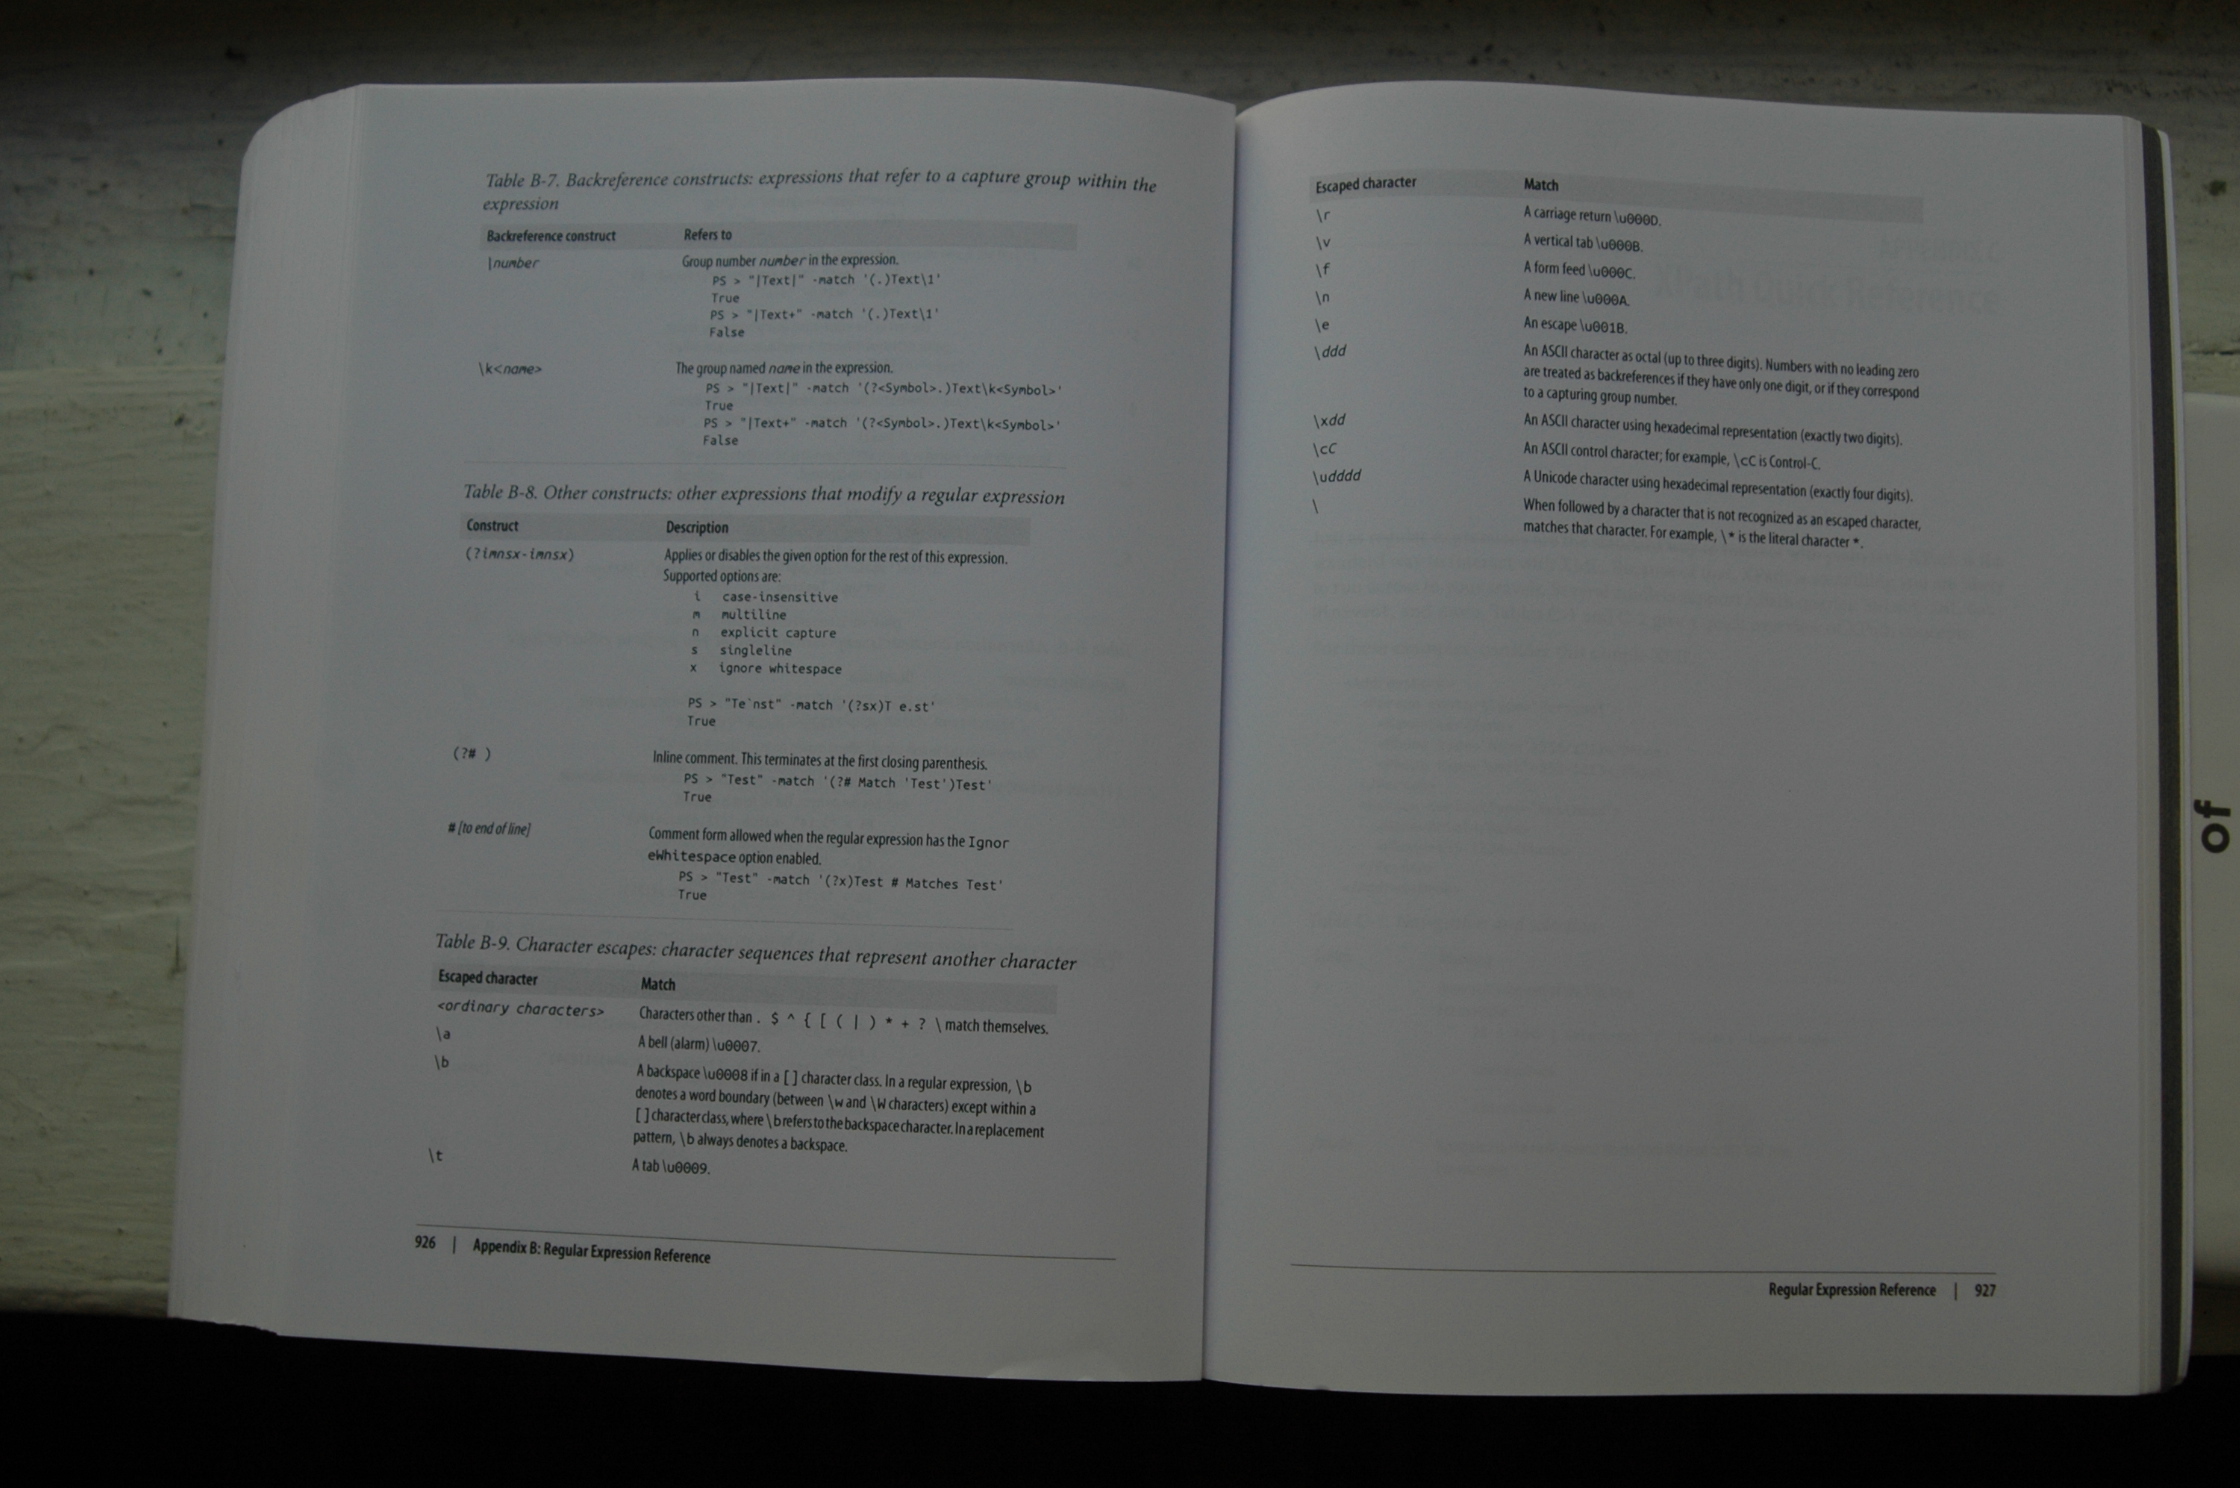 Table B-7. Backreference constructs: expressions that refer to a capture group within the
expression
Backreference construct Refers to
\number Group number number in the expression.
PS > "|Text|" -match '(.)Text\1'
True
PS > "|Text+" -match '(.)Text\1'
False
\k<name> The group named name in the expression.
PS > "|Text|" -match '(?<Symbol>.)Text\k<Symbol>'
True
PS > "|Text+" -match '(?<Symbol>.)Text\k<Symbol>'
False
Table B-8. Other constructs: other expressions that modify a regular expression
Construct Description
(?imnsx-imnsx) Applies or disables the given option for the rest of this expression.
Supported options are:
i case-insensitive
m multiline
n explicit capture
s singleline
x ignore whitespace
PS > "Te`nst" -match '(?sx)T e.st'
True
(?# ) Inline comment. This terminates at the first closing parenthesis.
PS > "Test" -match '(?# Match 'Test')Test'
True
# [to end of line] Comment form allowed when the regular expression has the Ignor
eWhitespace option enabled.
PS > "Test" -match '(?x)Test # Matches Test'
True
Table B-9. Character escapes: character sequences that represent another character
Escaped character Match
<ordinary characters> Characters other than . $ ^ { [ ( | ) * + ? \ match themselves.
\a A bell (alarm) \u0007.
\b A backspace \u0008 if in a [ ] character class. In a regular expression, \b
denotes a word boundary (between \w and \W characters) except within a
[ ] character class, where \b refers to the backspace character. In a replacement
pattern, \b always denotes a backspace.
\t A tab \u0009.
926 | Appendix B: Regular Expression Reference
Escaped character Match
\r A carriage return \u000D.
\v A vertical tab \u000B.
\f A form feed \u000C.
\n A new line \u000A.
\e An escape \u001B.
\ddd An ASCII character as octal (up to three digits). Numbers with no leading zero
are treated as backreferences if they have only one digit, or if they correspond
to a capturing group number.
\xdd An ASCII character using hexadecimal representation (exactly two digits).
\cC An ASCII control character; for example, \cC is Control-C.
\udddd A Unicode character using hexadecimal representation (exactly four digits).
\ When followed by a character that is not recognized as an escaped character,
matches that character. For example, \* is the literal character *.
Regular Expression Reference | 927
of